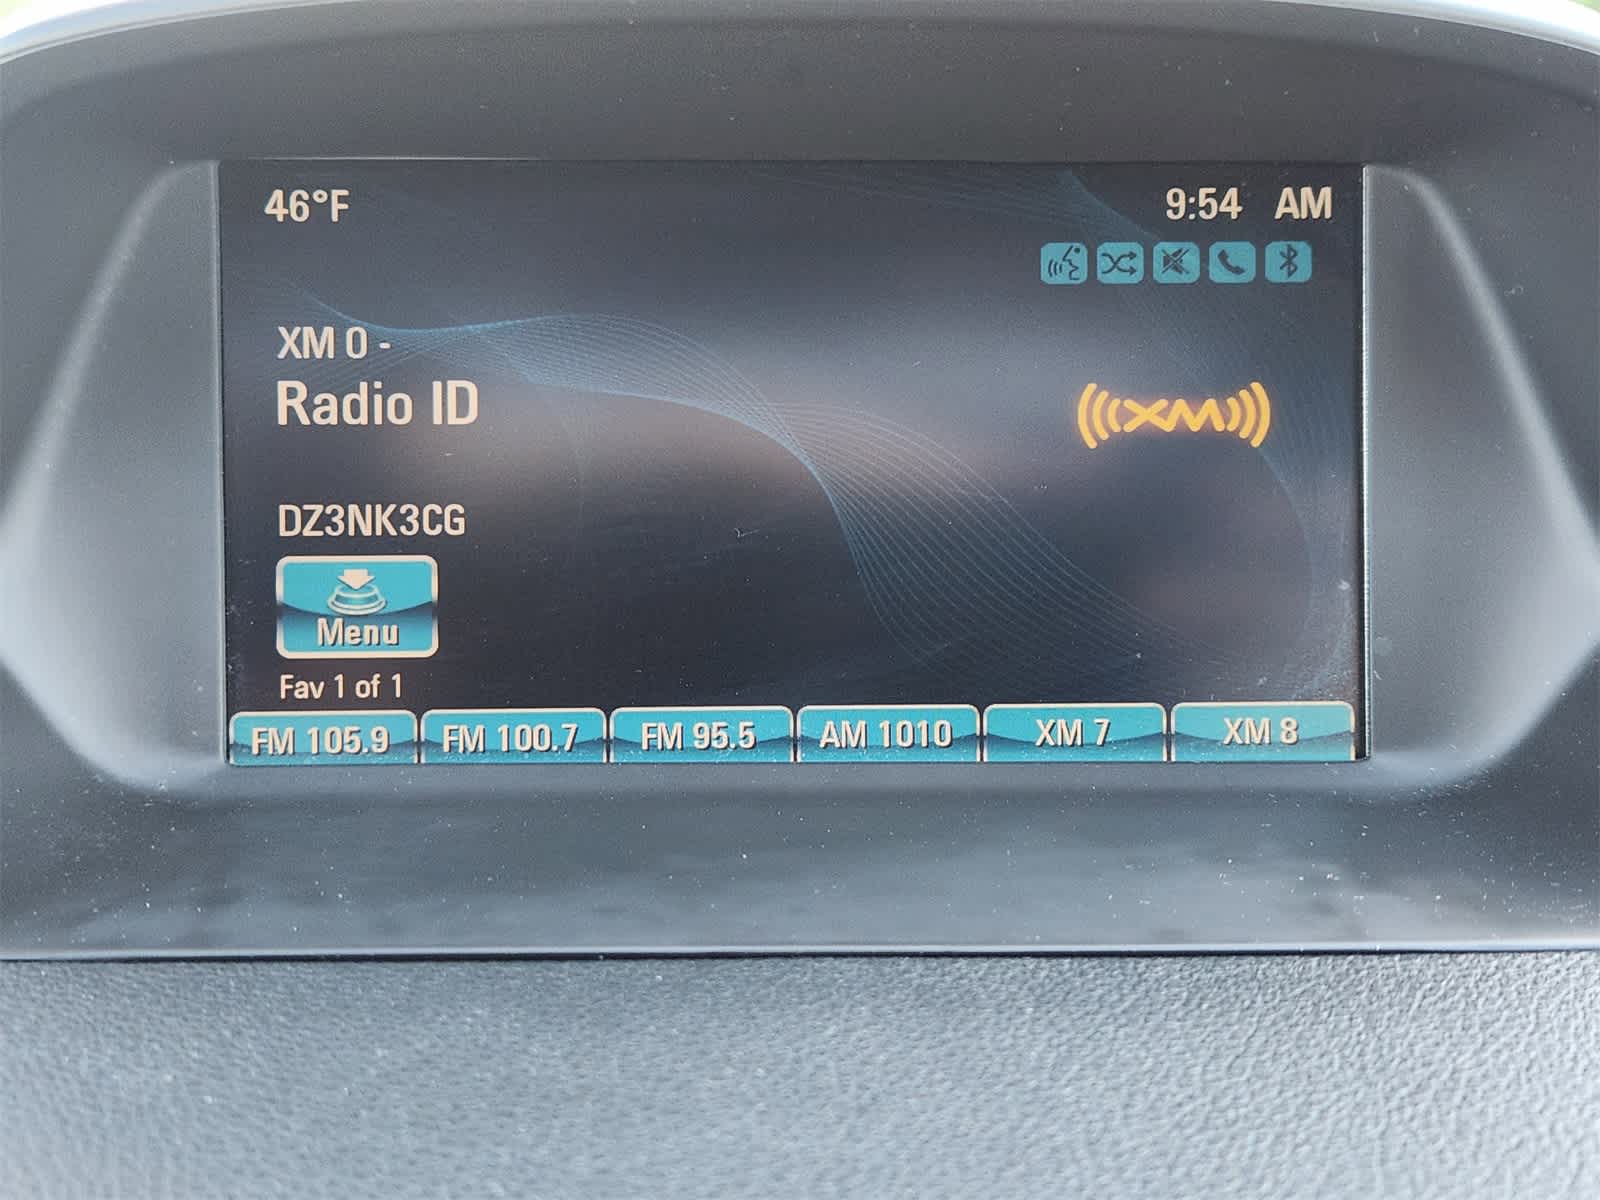 46°F
9:54 AM
XM 0 -
Radio ID
XM
DZ3NK3CG
Menu
Fav 1 of 1
FM 105.9 FM 100.7 FM 95.5 AM 1010 XM 7 XM 8